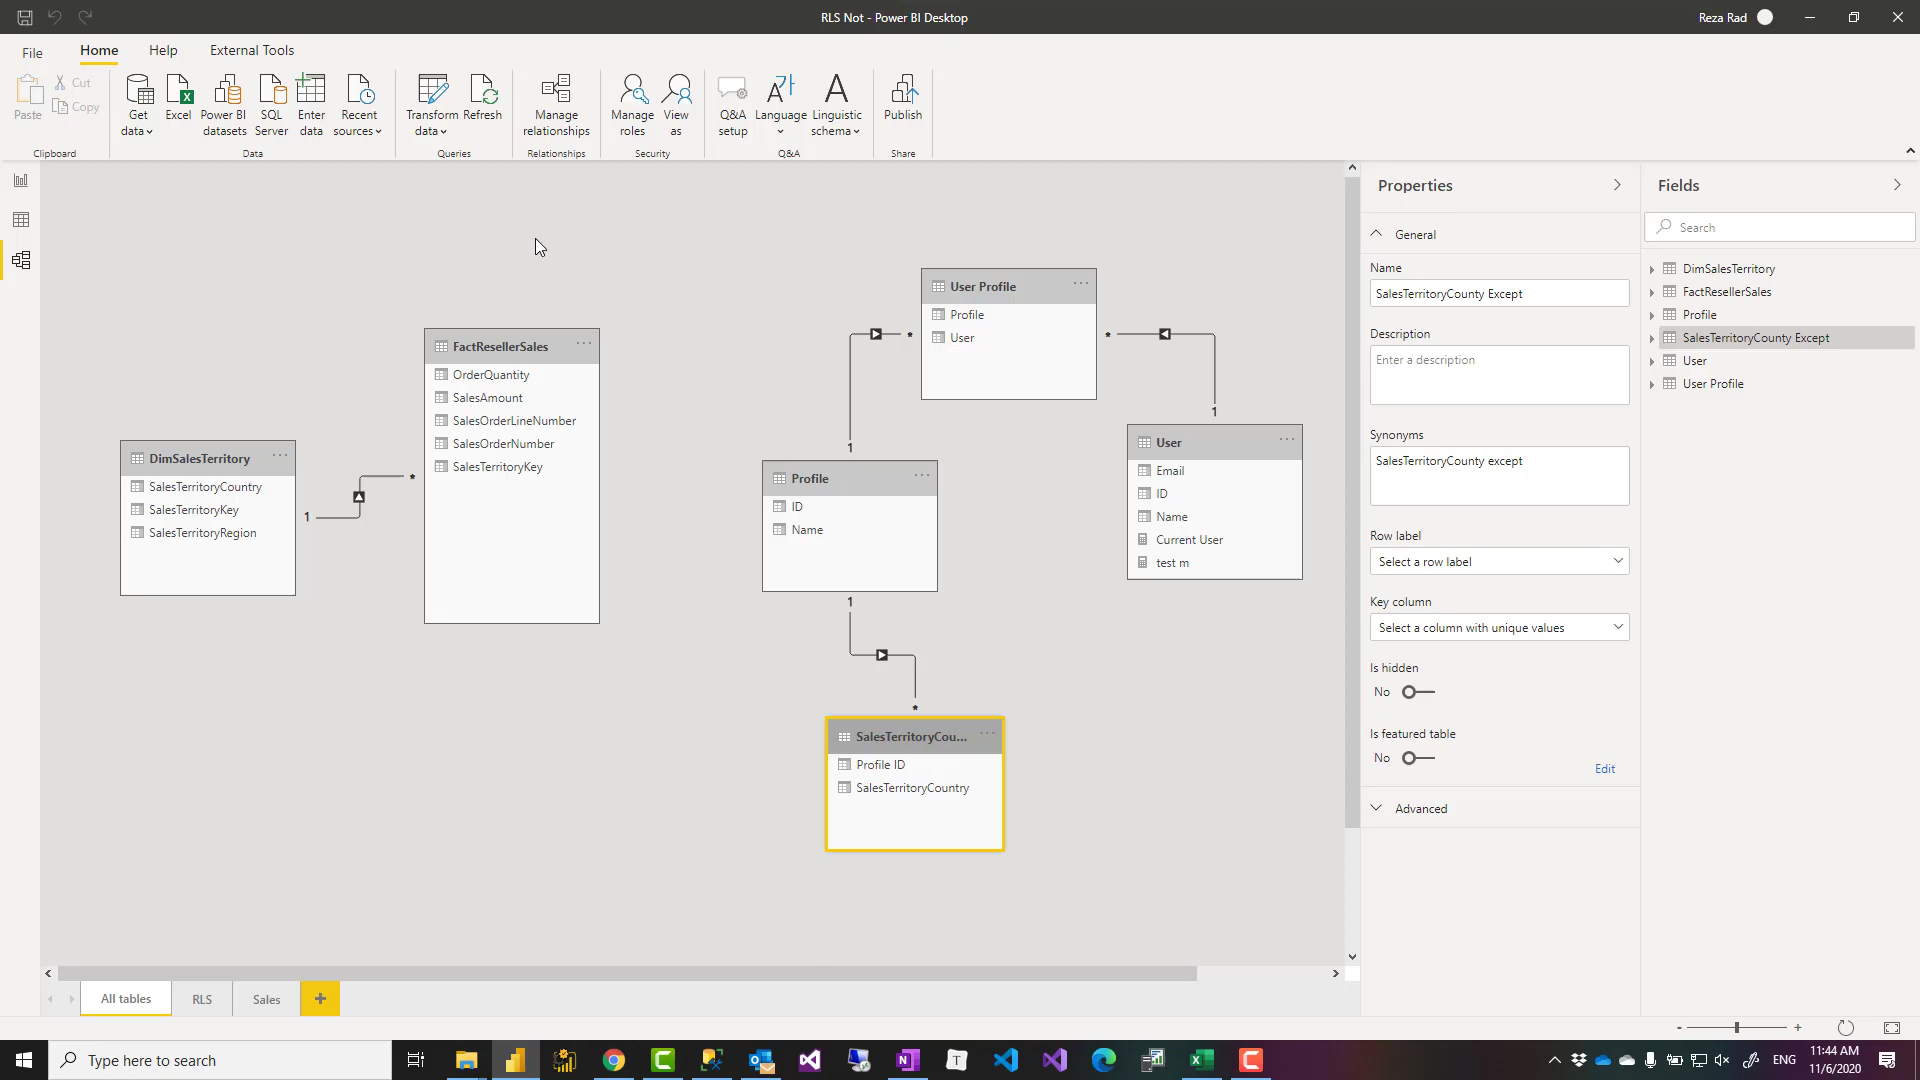 RLS Not - Power BI Desktop
Reza Rad
File
Home
Help
External Tools
Paste
Cut
Copy
Get data
Excel
Power BI datasets
SQL Server
Enter data
Recent sources
Transform data
Refresh
Manage relationships
Manage roles
View as
Q&A setup
Language
Linguistic schema
Publish
Clipboard
Data
Queries
Relationships
Security
Q&A
Share
DimSalesTerritory
SalesTerritoryCountry
SalesTerritoryKey
SalesTerritoryRegion
1
*
FactResellerSales
OrderQuantity
SalesAmount
SalesOrderLineNumber
SalesOrderNumber
SalesTerritoryKey
User Profile
Profile
User
*
*
1
1
Profile
ID
Name
1
*
User
Email
ID
Name
Current User
test m
SalesTerritoryCou...
Profile ID
SalesTerritoryCountry
Properties
General
Name
SalesTerritoryCounty Except
Description
Enter a description
Synonyms
SalesTerritoryCounty except
Row label
Select a row label
Key column
Select a column with unique values
Is hidden
No
Is featured table
No
Edit
Advanced
Fields
Search
DimSalesTerritory
FactResellerSales
Profile
SalesTerritoryCounty Except
User
User Profile
All tables
RLS
Sales
+
- +
Type here to search
ENG
11:44 AM
11/6/2020